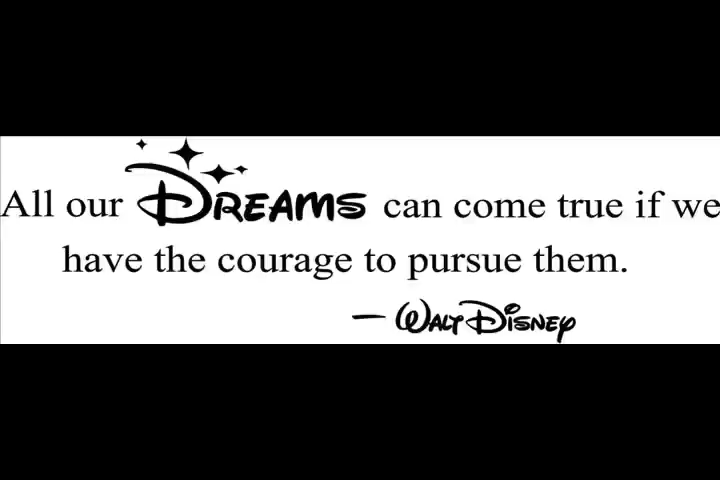 All our DREAMS can come true if we
have the courage to pursue them.
— WALT DISNEY